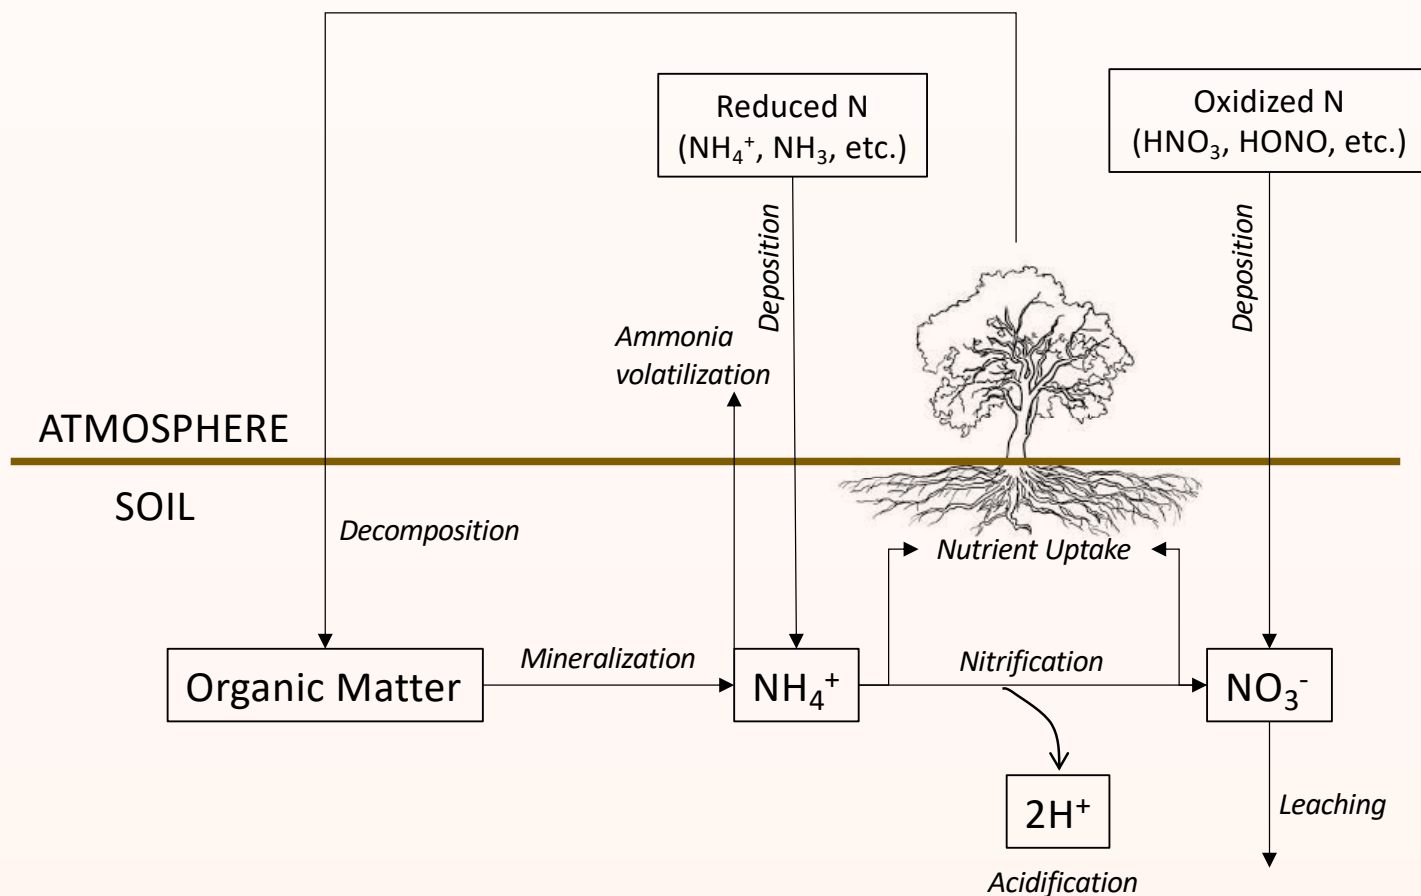 Reduced N
(NH₄⁺, NH₃, etc.)
Oxidized N
(HNO₃, HONO, etc.)
Deposition
Deposition
Ammonia
volatilization
ATMOSPHERE
SOIL
Decomposition
Nutrient Uptake
Organic Matter
Mineralization
NH₄⁺
Nitrification
NO₃⁻
2H⁺
Leaching
Acidification